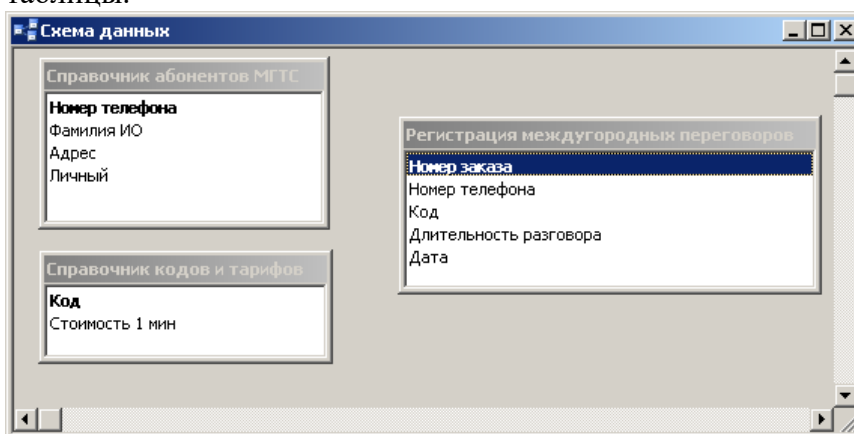 таблицы.
Схема данных
Справочник абонентов МГТС
Номер телефона
Фамилия ИО
Адрес
Личный
Регистрация междугородных переговоров
Номер заказа
Номер телефона
Код
Длительность разговора
Дата
Справочник кодов и тарифов
Код
Стоимость 1 мин